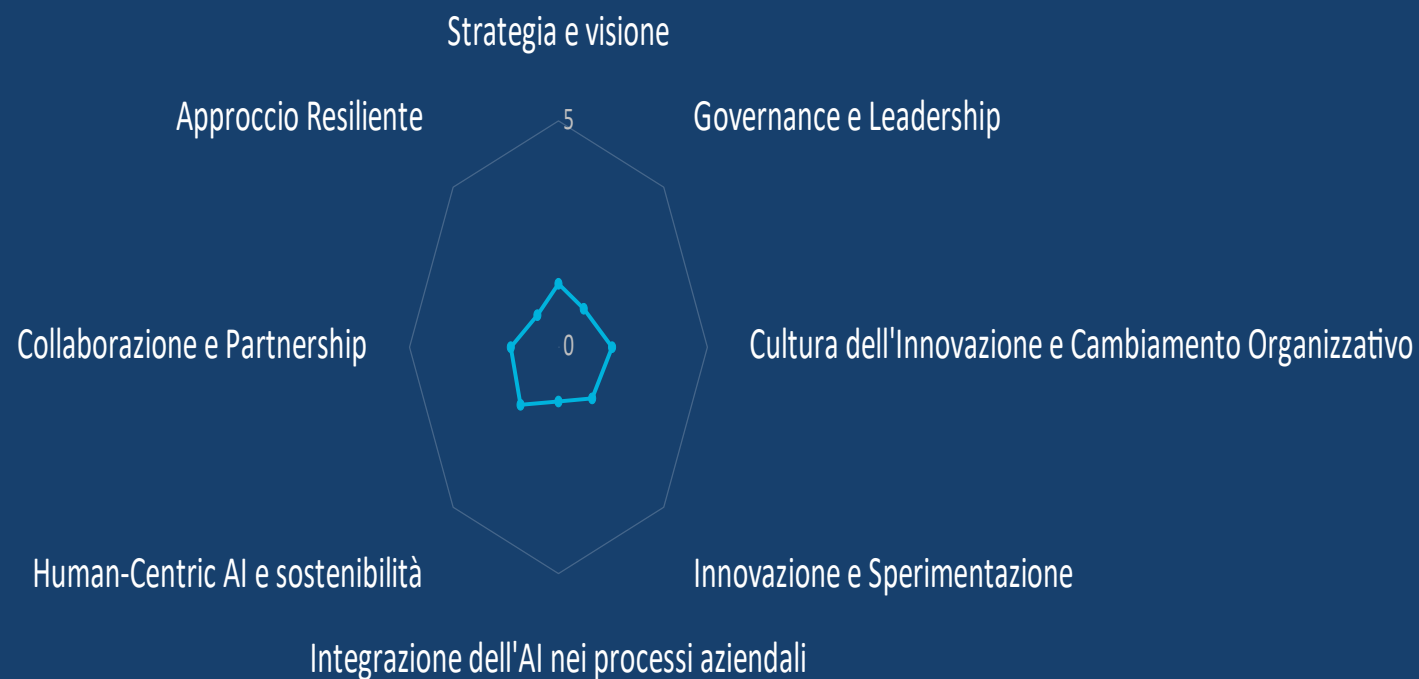 Strategia e visione
Approccio Resiliente
5
Governance e Leadership
Collaborazione e Partnership
0
Cultura dell'Innovazione e Cambiamento Organizzativo
Human-Centric AI e sostenibilità
Innovazione e Sperimentazione
Integrazione dell'AI nei processi aziendali